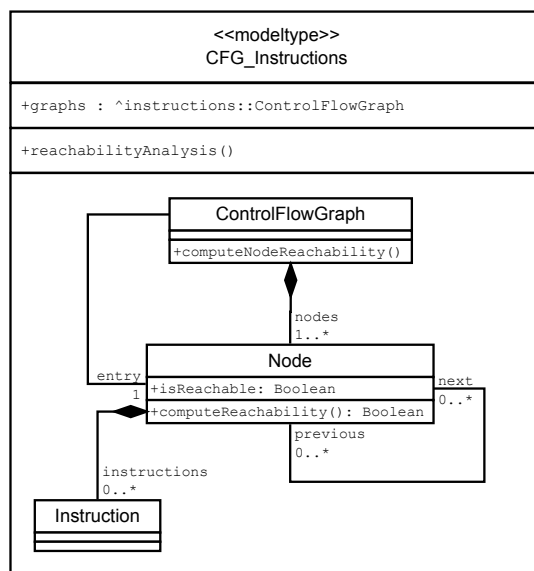 <<modeltype>>
CFG_Instructions
+graphs : ^instructions::ControlFlowGraph
+reachabilityAnalysis()
ControlFlowGraph
+computeNodeReachability()
nodes
1..*
Node
entry
1
+isReachable: Boolean
next
0..*
+computeReachability(): Boolean
previous
0..*
instructions
0..*
Instruction